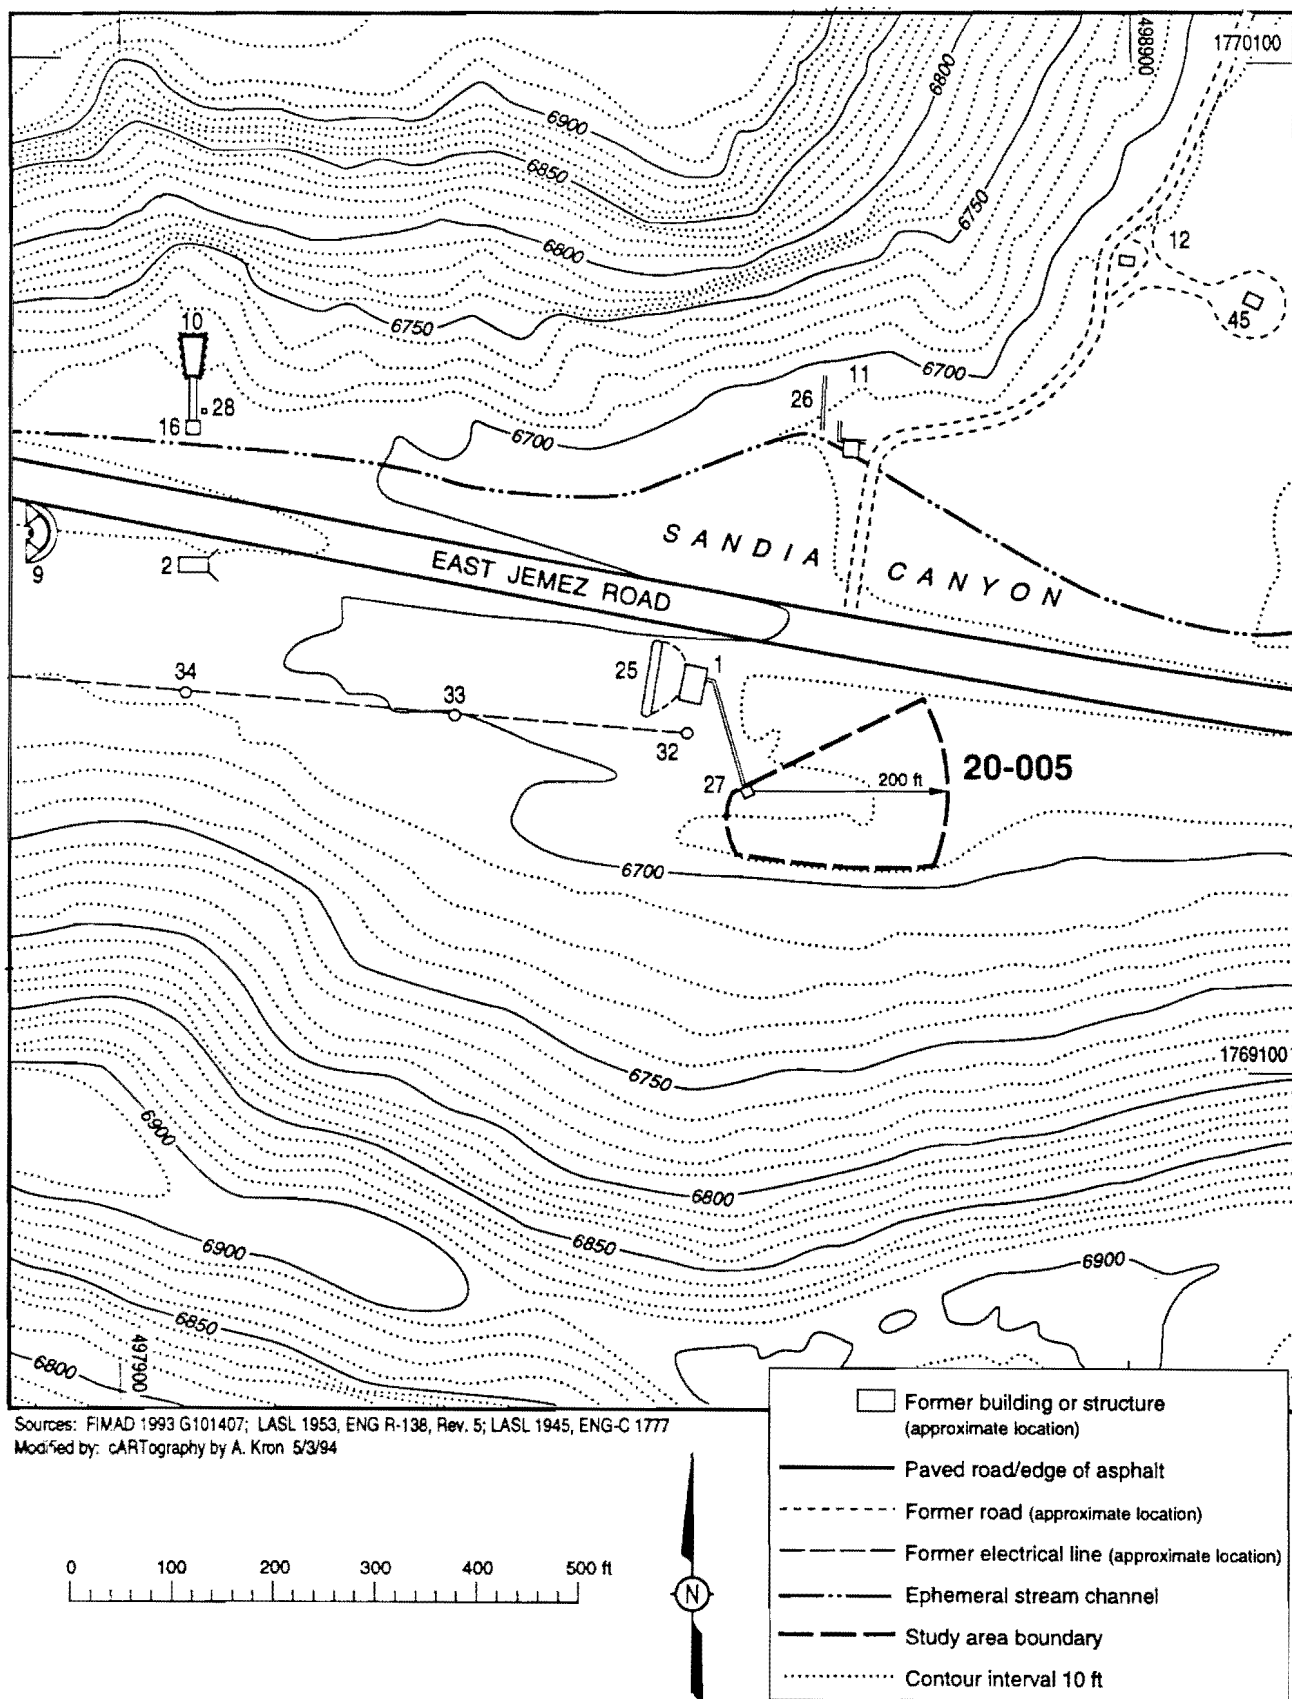 498900
1770100
6800
6900
6850
6750
6800
12
6750
45
10
6700
11
28
26
16
6700
SANDIA CANYON
9
2
EAST JEMEZ ROAD
34
25
1
33
32
27
200 ft
20-005
6700
1769100
6750
6900
6800
6900
6850
6900
6850
497900
6800
Sources: FIMAD 1993 G101407; LASL 1953, ENG R-138, Rev. 5; LASL 1945, ENG-C 1777
Modified by: cARTography by A. Kron 5/3/94
0 100 200 300 400 500 ft
N
Former building or structure
(approximate location)
Paved road/edge of asphalt
Former road (approximate location)
Former electrical line (approximate location)
Ephemeral stream channel
Study area boundary
Contour interval 10 ft